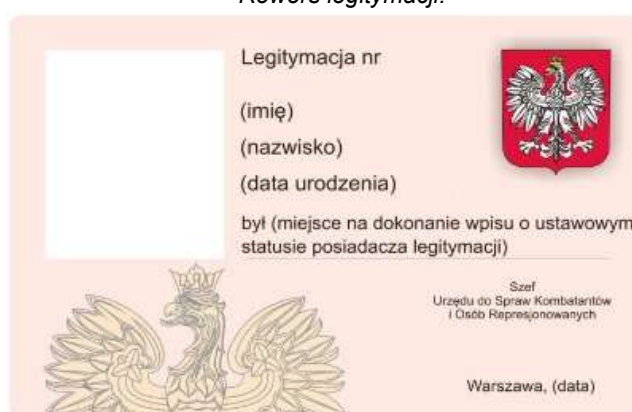 Rewers legitymacji:
Legitymacja nr
(imię)
(nazwisko)
(data urodzenia)
był (miejsce na dokonanie wpisu o ustawowym
statusie posiadacza legitymacji)
Szef
Urzędu do Spraw Kombatantów
i Osób Represjonowanych
Warszawa, (data)